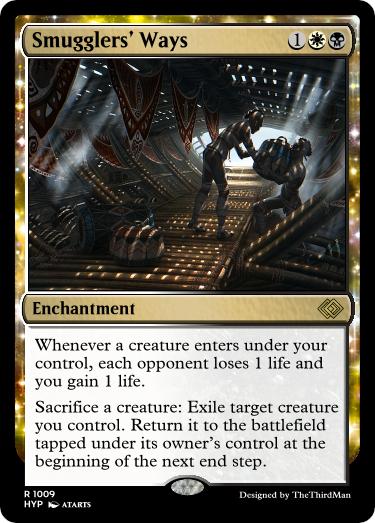 Smugglers' Ways 1
Enchantment
Whenever a creature enters under your
control, each opponent loses 1 life and
you gain 1 life.
Sacrifice a creature: Exile target creature
you control. Return it to the battlefield
tapped under its owner's control at the
beginning of the next end step.
R 1009
HYP ATARTS
Designed by TheThirdMan